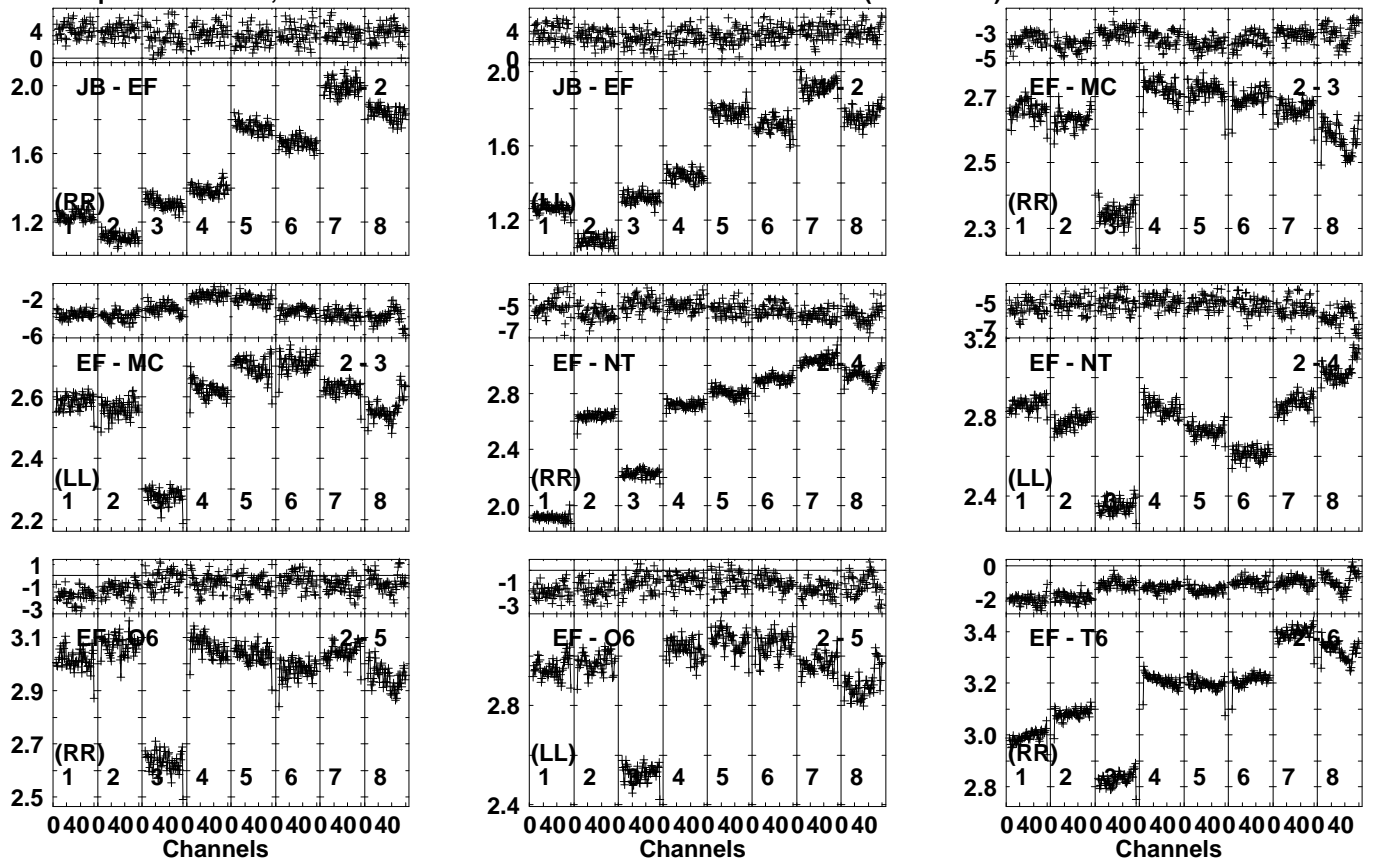 4 4 -3
0 0 -5
2.0 JB - EF 2 2.0 JB - EF - 2 2.7 EF - MC 2 - 3
1.6 1.6 2.5
(RR) (LL) (RR)
1.2 1 2 3 4 5 6 7 8 1.2 1 2 3 4 5 6 7 8 2.3 1 2 3 4 5 6 7 8
-2 -5 -5
-6 -7 -7
3.2
EF - MC 2 - 3 EF - NT 2 - 4 EF - NT 2 - 4
2.6 2.8 2.8
2.4 2.4
(LL) (RR) (LL)
2.2 1 2 3 4 5 6 7 8 2.0 1 2 3 4 5 6 7 8 2.4 1 2 3 4 5 6 7 8
1 0
-1 -1 -2
-3 -3
3.1 EF - O6 2 - 5 EF - O6 2 - 5 3.4 EF - T6 2 - 6
2.9 2.8 3.2
2.7 3.0
(RR) (LL) (RR)
1 2 3 4 5 6 7 8 1 2 3 4 5 6 7 8 2.8 1 2 3 4 5 6 7 8
2.5 2.4
0 40 0 40 0 40 0 40 0 40 0 40 0 40 0 40 0 40 0 40 0 40 0 40 0 40 0 40 0 40 0 40 0 40 0 40 0 40 0 40 0 40 0 40 0 40 0 40
Channels Channels Channels